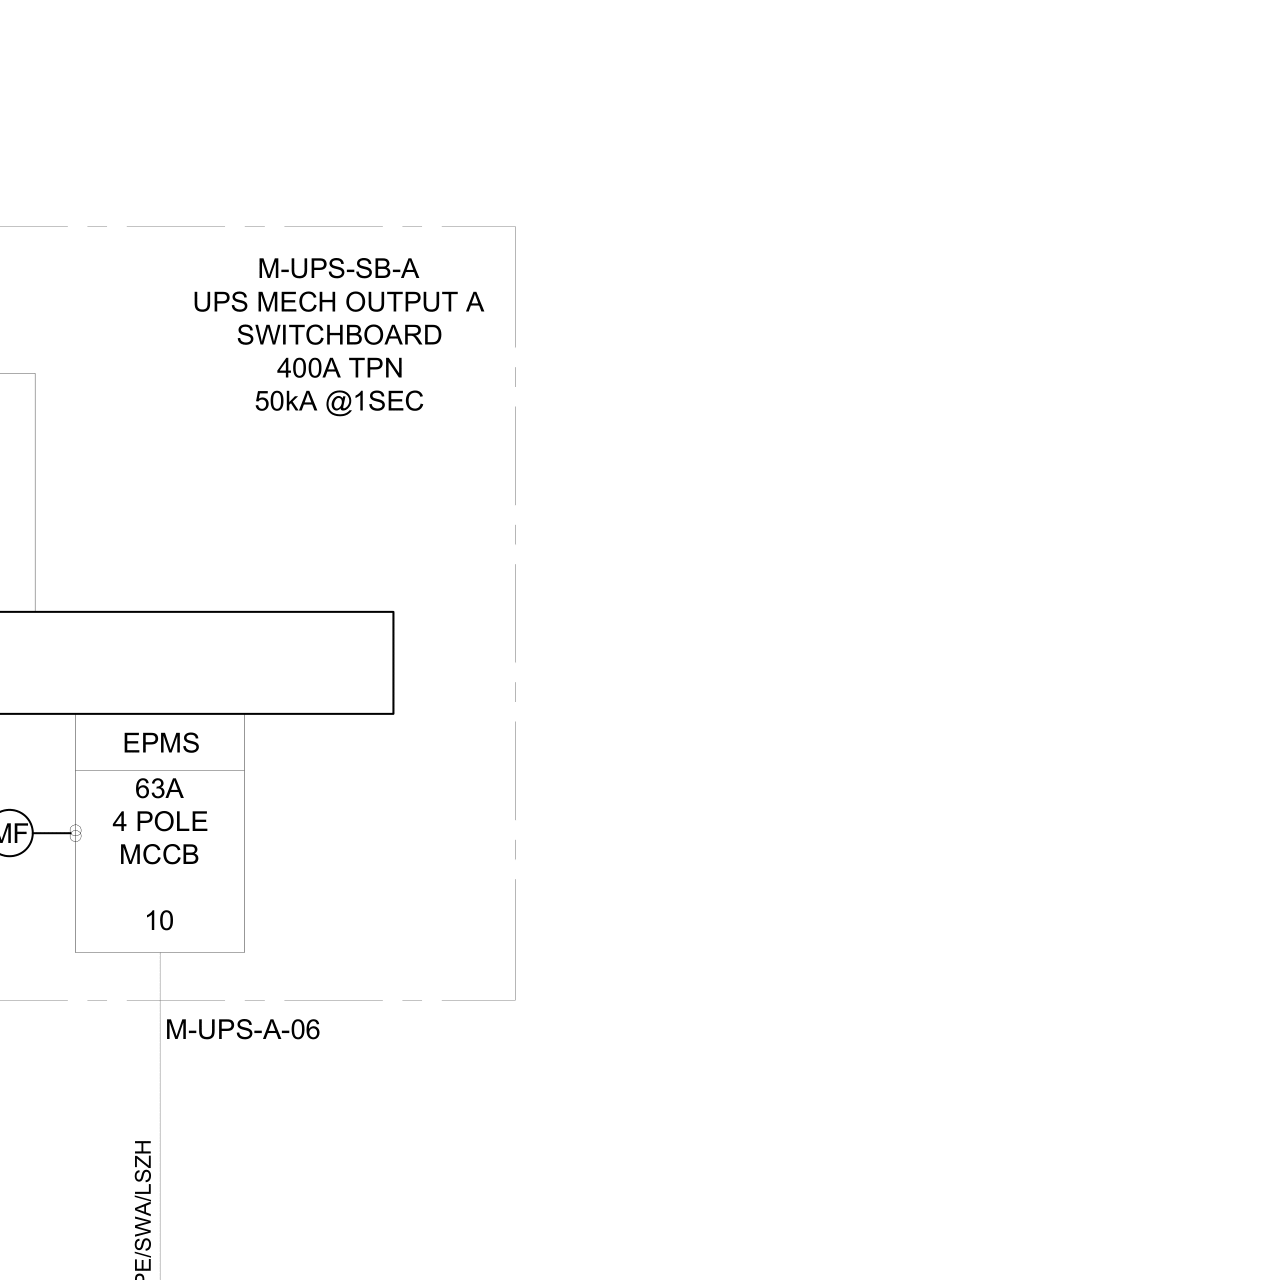 M-UPS-SB-A
UPS MECH OUTPUT A
SWITCHBOARD
400A TPN
50kA @1SEC
EPMS
63A
4 POLE
MCCB
10
MF
M-UPS-A-06
PE/SWA/LSZH